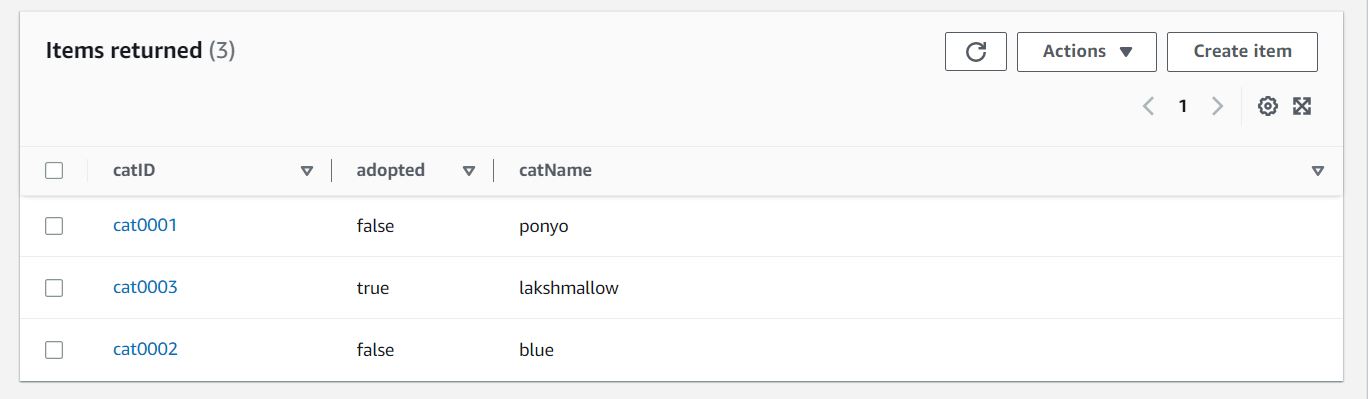 Items returned (3)
Actions
Create item
1
catID adopted catName
cat0001 false ponyo
cat0003 true lakshmallow
cat0002 false blue